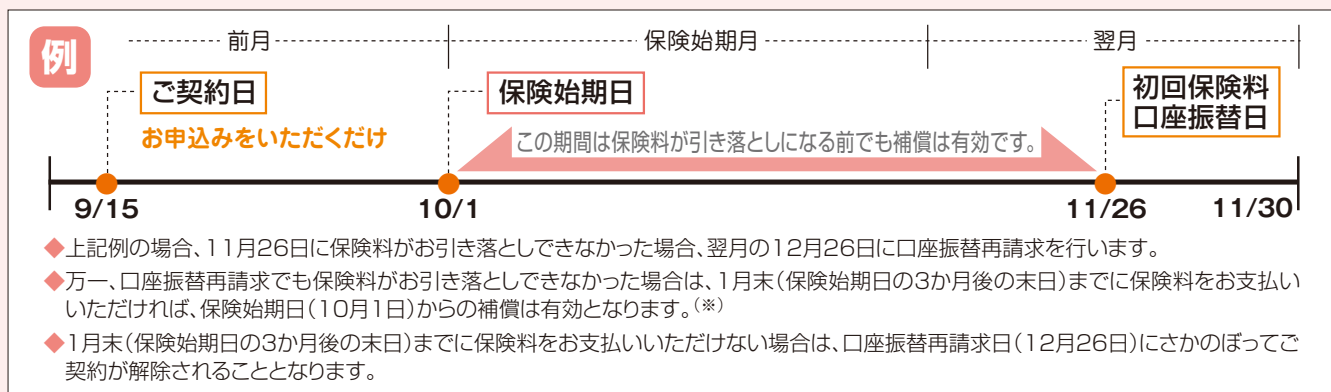 例
前月 保険始期月 翌月
ご契約日 保険始期日 初回保険料
口座振替日
お申込みをいただくだけ この期間は保険料が引き落としになる前でも補償は有効です。
9/15 10/1 11/26 11/30
◆上記例の場合、11月26日に保険料がお引き落としできなかった場合、翌月の12月26日に口座振替再請求を行います。
◆万一、口座振替再請求でも保険料がお引き落としできなかった場合は、1月末(保険始期日の3か月後の末日)までに保険料をお支払い
いただければ、保険始期日(10月1日)からの補償は有効となります。(※)
◆1月末(保険始期日の3か月後の末日)までに保険料をお支払いいただけない場合は、口座振替再請求日(12月26日)にさかのぼってご
契約が解除されることとなります。